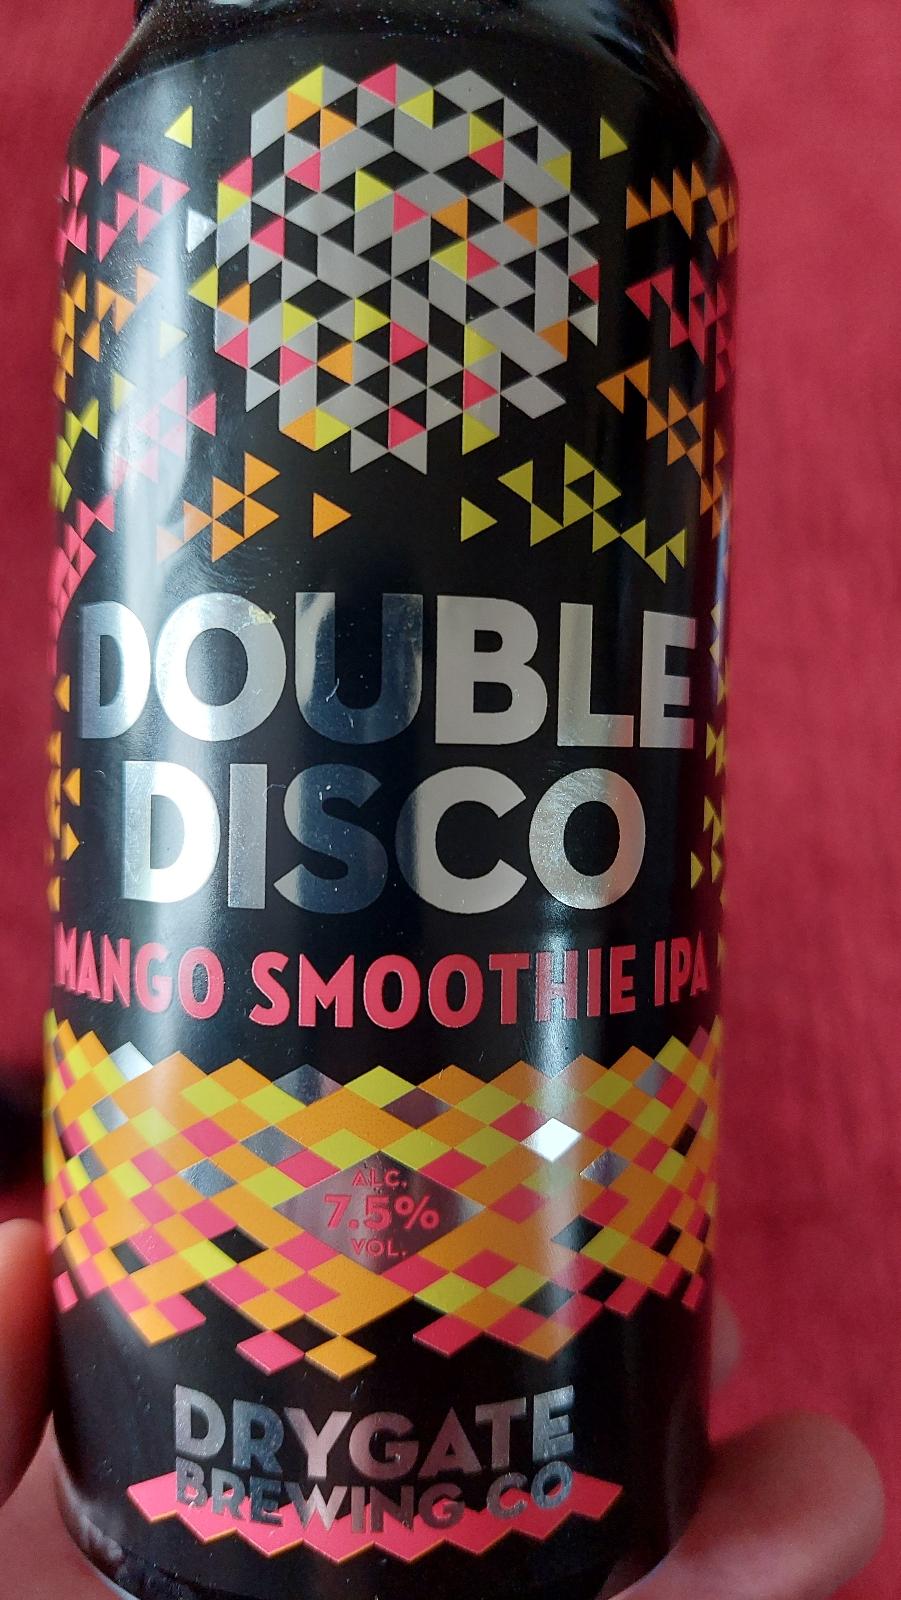 DOUBLE
DISCO
MANGO SMOOTHIE IPA
ALC.
7.5%
VOL.
DRYGATE
BREWING CO